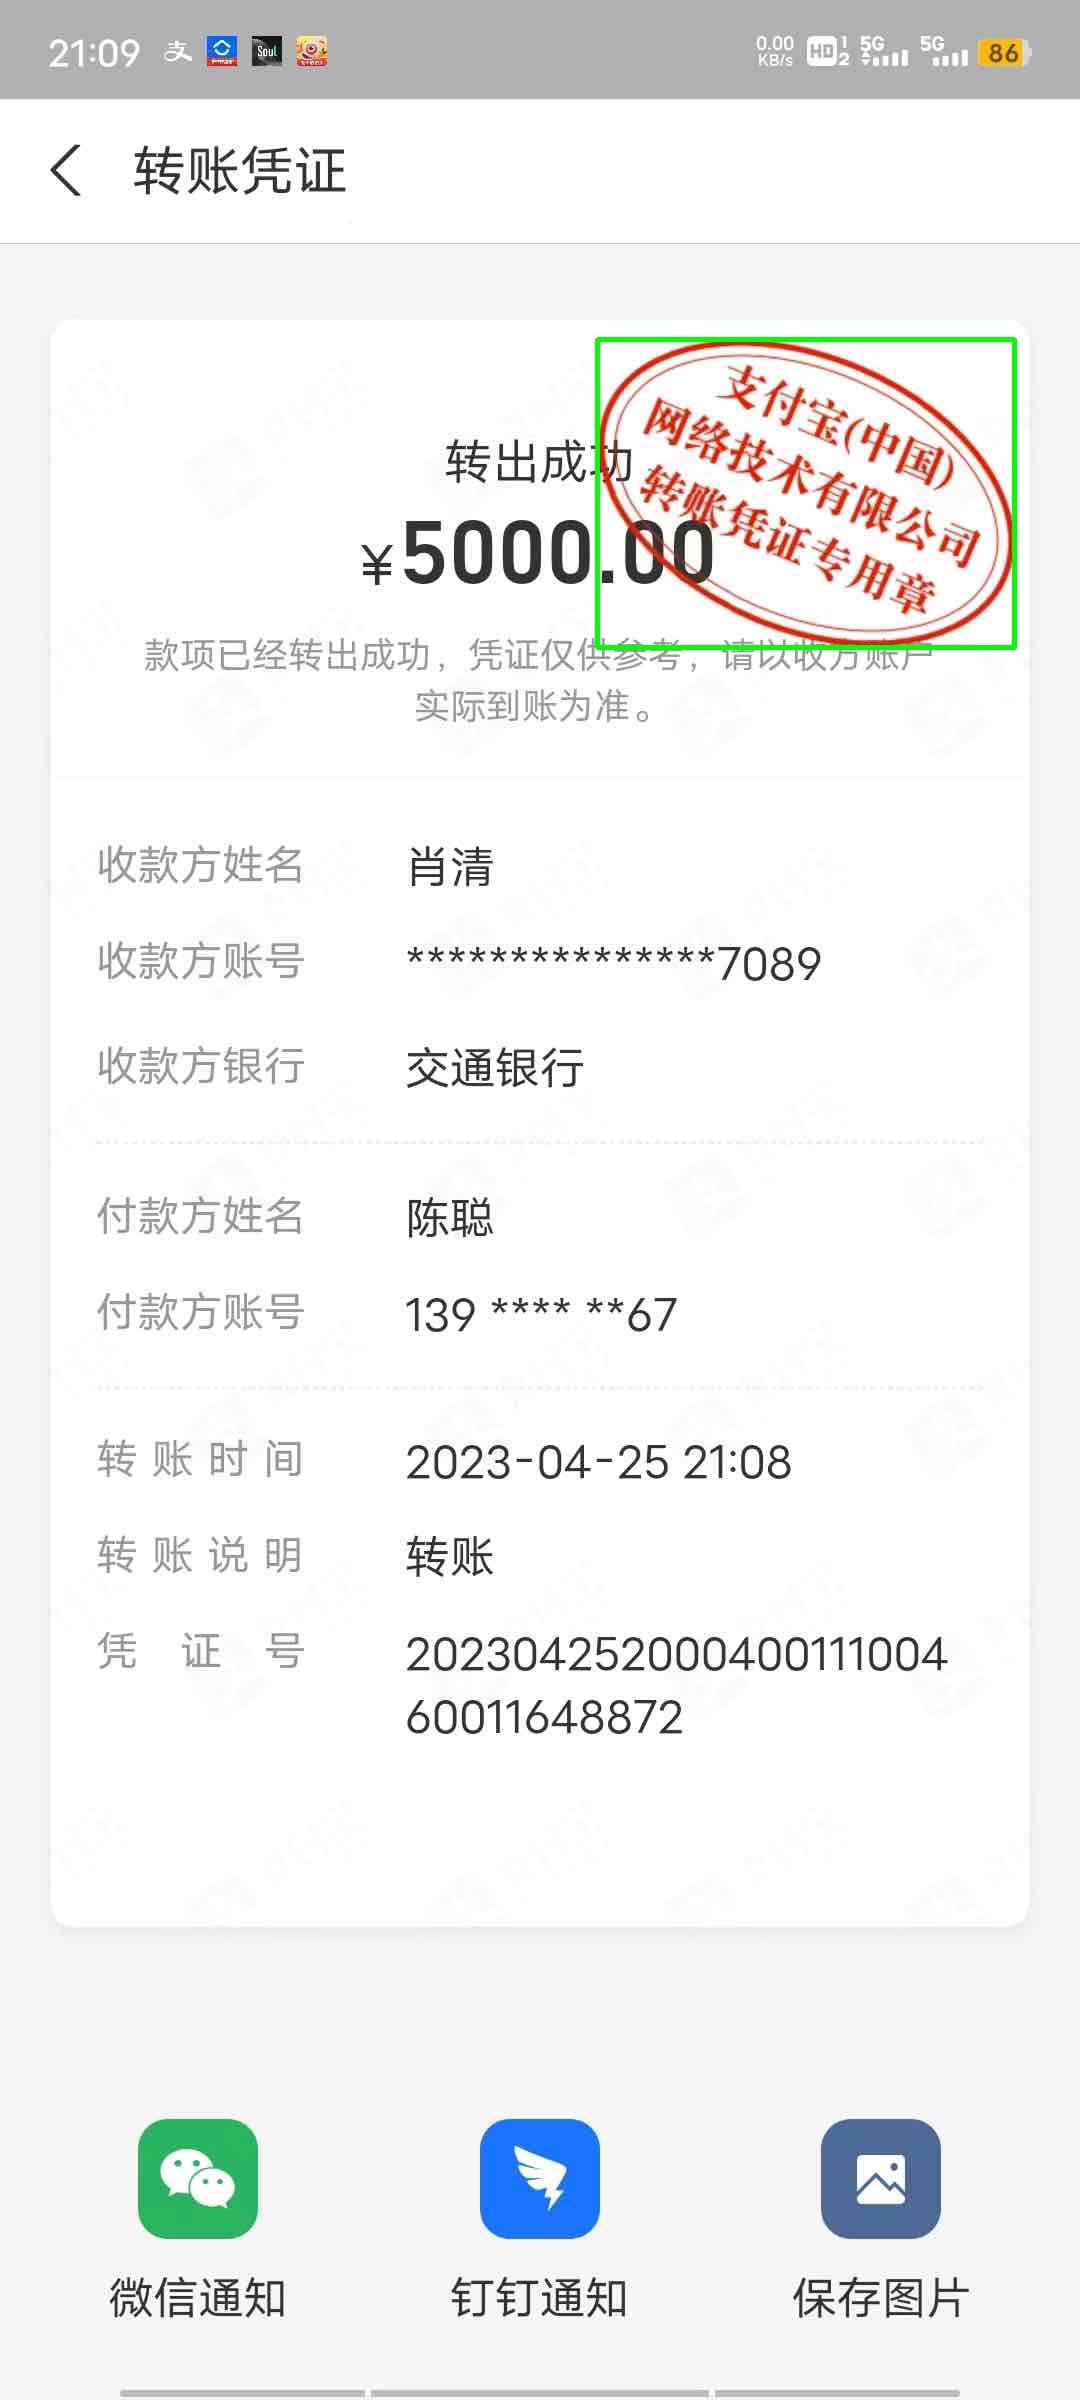 21:09 支 Soul 0.00 KB/s HD 1 2 5G 5G 86
转账凭证
支付宝(中国)
网络技术有限公司
转账凭证专用章
转出成功
¥5000.00
款项已经转出成功，凭证仅供参考，请以收方账户
实际到账为准。
收款方姓名 肖清
收款方账号 ***************7089
收款方银行 交通银行
付款方姓名 陈聪
付款方账号 139 **** **67
转账时间 2023-04-25 21:08
转账说明 转账
凭证号 20230425200040011100460011648872
微信通知 钉钉通知 保存图片